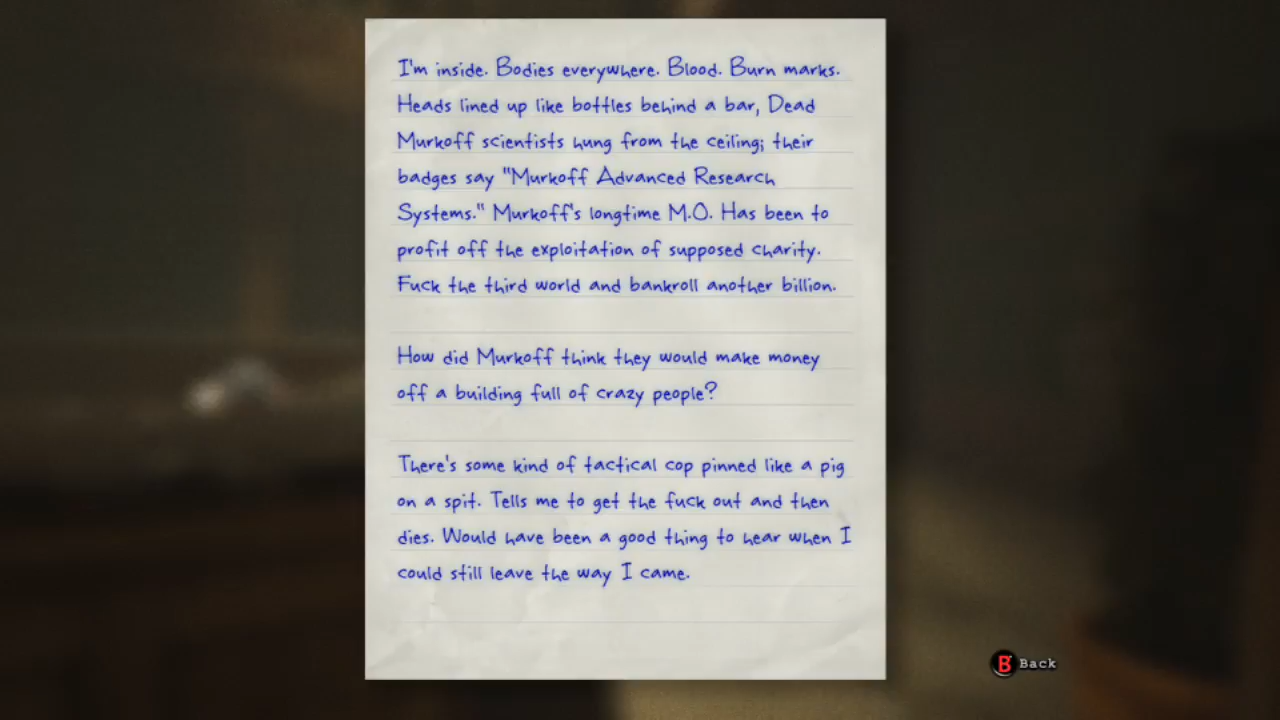 I'm inside. Bodies everywhere. Blood. Burn marks.
Heads lined up like bottles behind a bar, Dead
Murkoff scientists hung from the ceiling; their
badges say "Murkoff Advanced Research
Systems." Murkoff's longtime M.O. Has been to
profit off the exploitation of supposed charity.
Fuck the third world and bankroll another billion.
How did Murkoff think they would make money
off a building full of crazy people?
There's some kind of tactical cop pinned like a pig
on a spit. Tells me to get the fuck out and then
dies. Would have been a good thing to hear when I
could still leave the way I came.
B Back